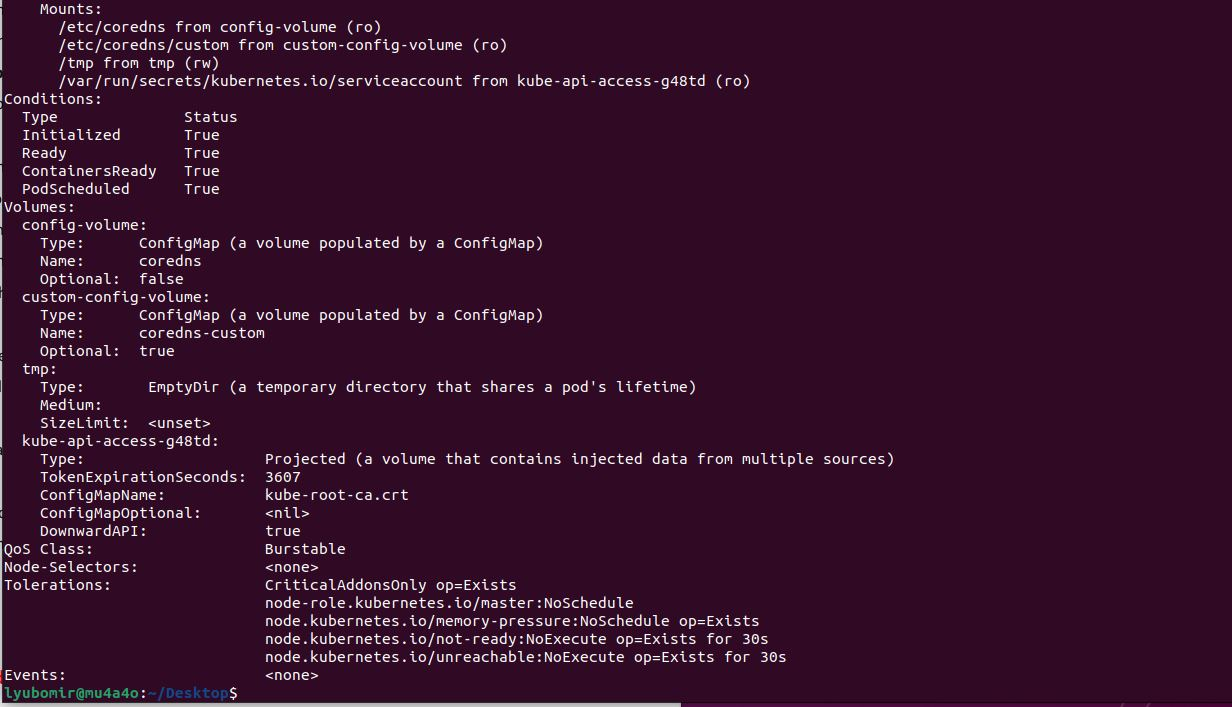 Mounts:
      /etc/coredns from config-volume (ro)
      /etc/coredns/custom from custom-config-volume (ro)
      /tmp from tmp (rw)
      /var/run/secrets/kubernetes.io/serviceaccount from kube-api-access-g48td (ro)
Conditions:
  Type              Status
  Initialized       True
  Ready             True
  ContainersReady   True
  PodScheduled      True
Volumes:
  config-volume:
    Type:      ConfigMap (a volume populated by a ConfigMap)
    Name:      coredns
    Optional:  false
  custom-config-volume:
    Type:      ConfigMap (a volume populated by a ConfigMap)
    Name:      coredns-custom
    Optional:  true
  tmp:
    Type:       EmptyDir (a temporary directory that shares a pod's lifetime)
    Medium:
    SizeLimit:  <unset>
  kube-api-access-g48td:
    Type:                    Projected (a volume that contains injected data from multiple sources)
    TokenExpirationSeconds:  3607
    ConfigMapName:           kube-root-ca.crt
    ConfigMapOptional:       <nil>
    DownwardAPI:             true
QoS Class:                   Burstable
Node-Selectors:              <none>
Tolerations:                 CriticalAddonsOnly op=Exists
                             node-role.kubernetes.io/master:NoSchedule
                             node.kubernetes.io/memory-pressure:NoSchedule op=Exists
                             node.kubernetes.io/not-ready:NoExecute op=Exists for 30s
                             node.kubernetes.io/unreachable:NoExecute op=Exists for 30s
Events:                      <none>
lyubomir@mu4a4o:~/Desktop$